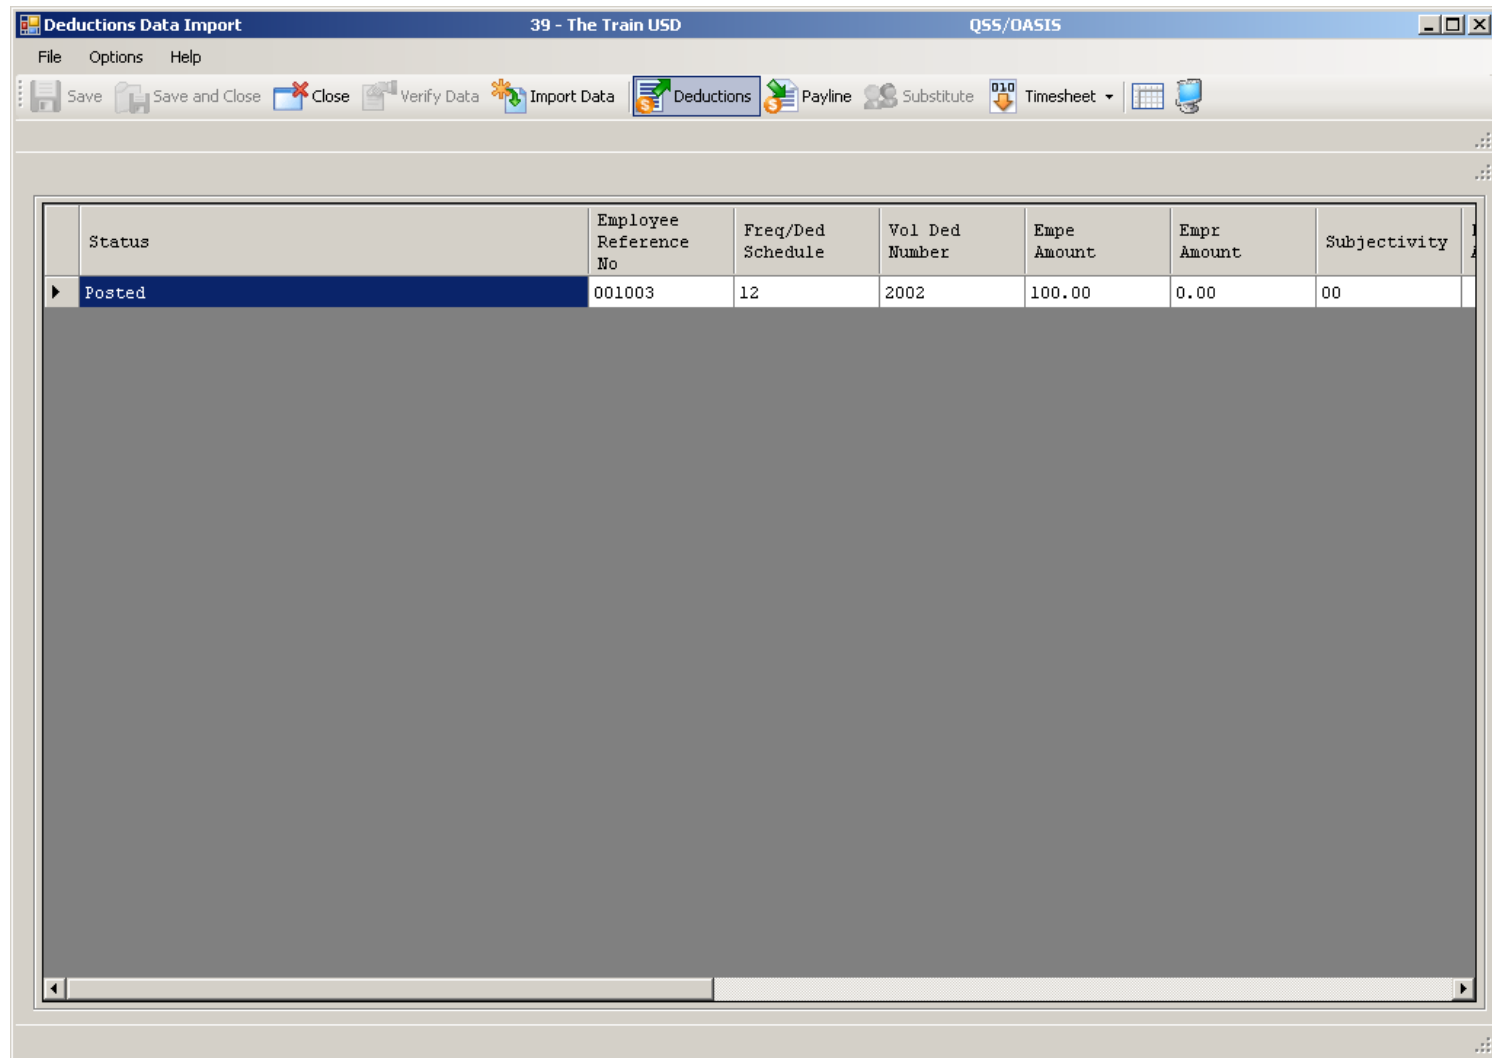 Deductions Data Import 39 - The Train USD QSS/OASIS
File Options Help
Save Save and Close Close Verify Data Import Data Deductions Payline Substitute 010 Timesheet
Status Employee Reference No Freq/Ded Schedule Vol Ded Number Empe Amount Empr Amount Subjectivity
Posted 001003 12 2002 100.00 0.00 00